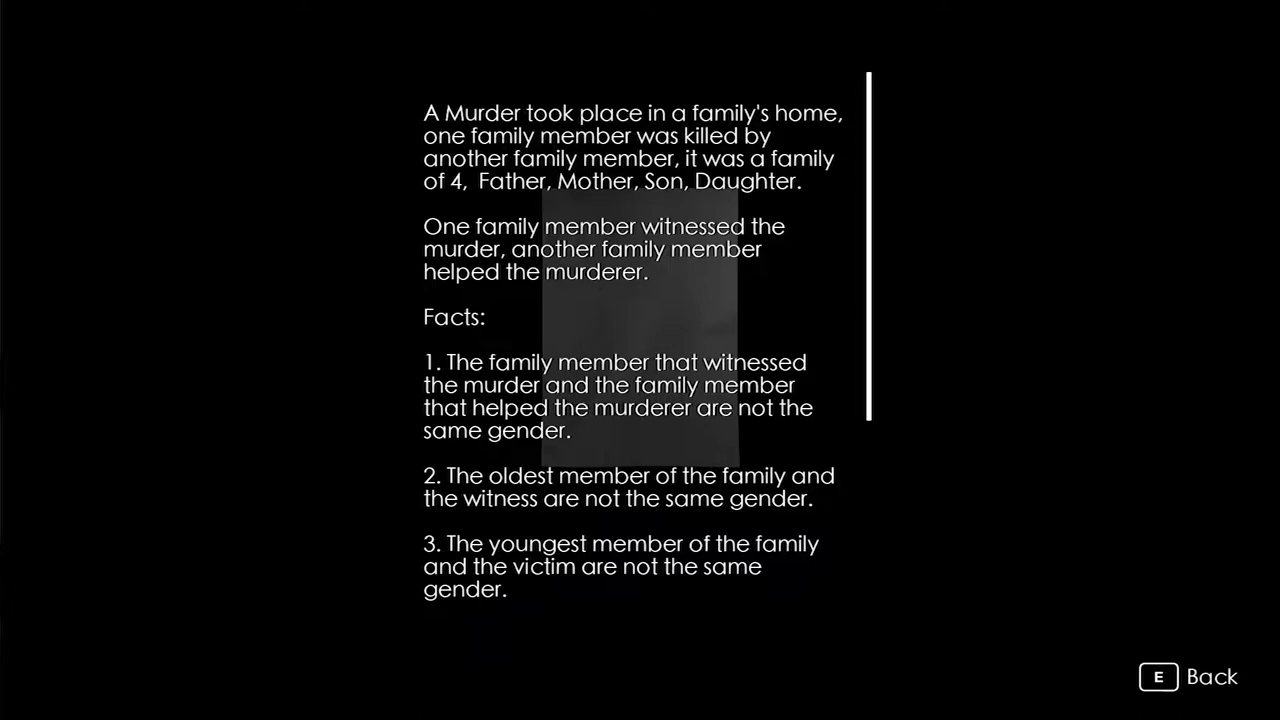 A Murder took place in a family's home,
one family member was killed by
another family member, it was a family
of 4,  Father, Mother, Son, Daughter.
One family member witnessed the
murder, another family member
helped the murderer.
Facts:
1. The family member that witnessed
the murder and the family member
that helped the murderer are not the
same gender.
2. The oldest member of the family and
the witness are not the same gender.
3. The youngest member of the family
and the victim are not the same
gender.
E Back